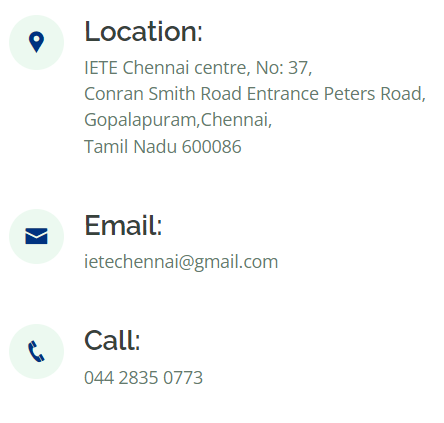 Location:
IETE Chennai centre, No: 37,
Conran Smith Road Entrance Peters Road,
Gopalapuram,Chennai,
Tamil Nadu 600086
Email:
ietechennai@gmail.com
Call:
044 2835 0773